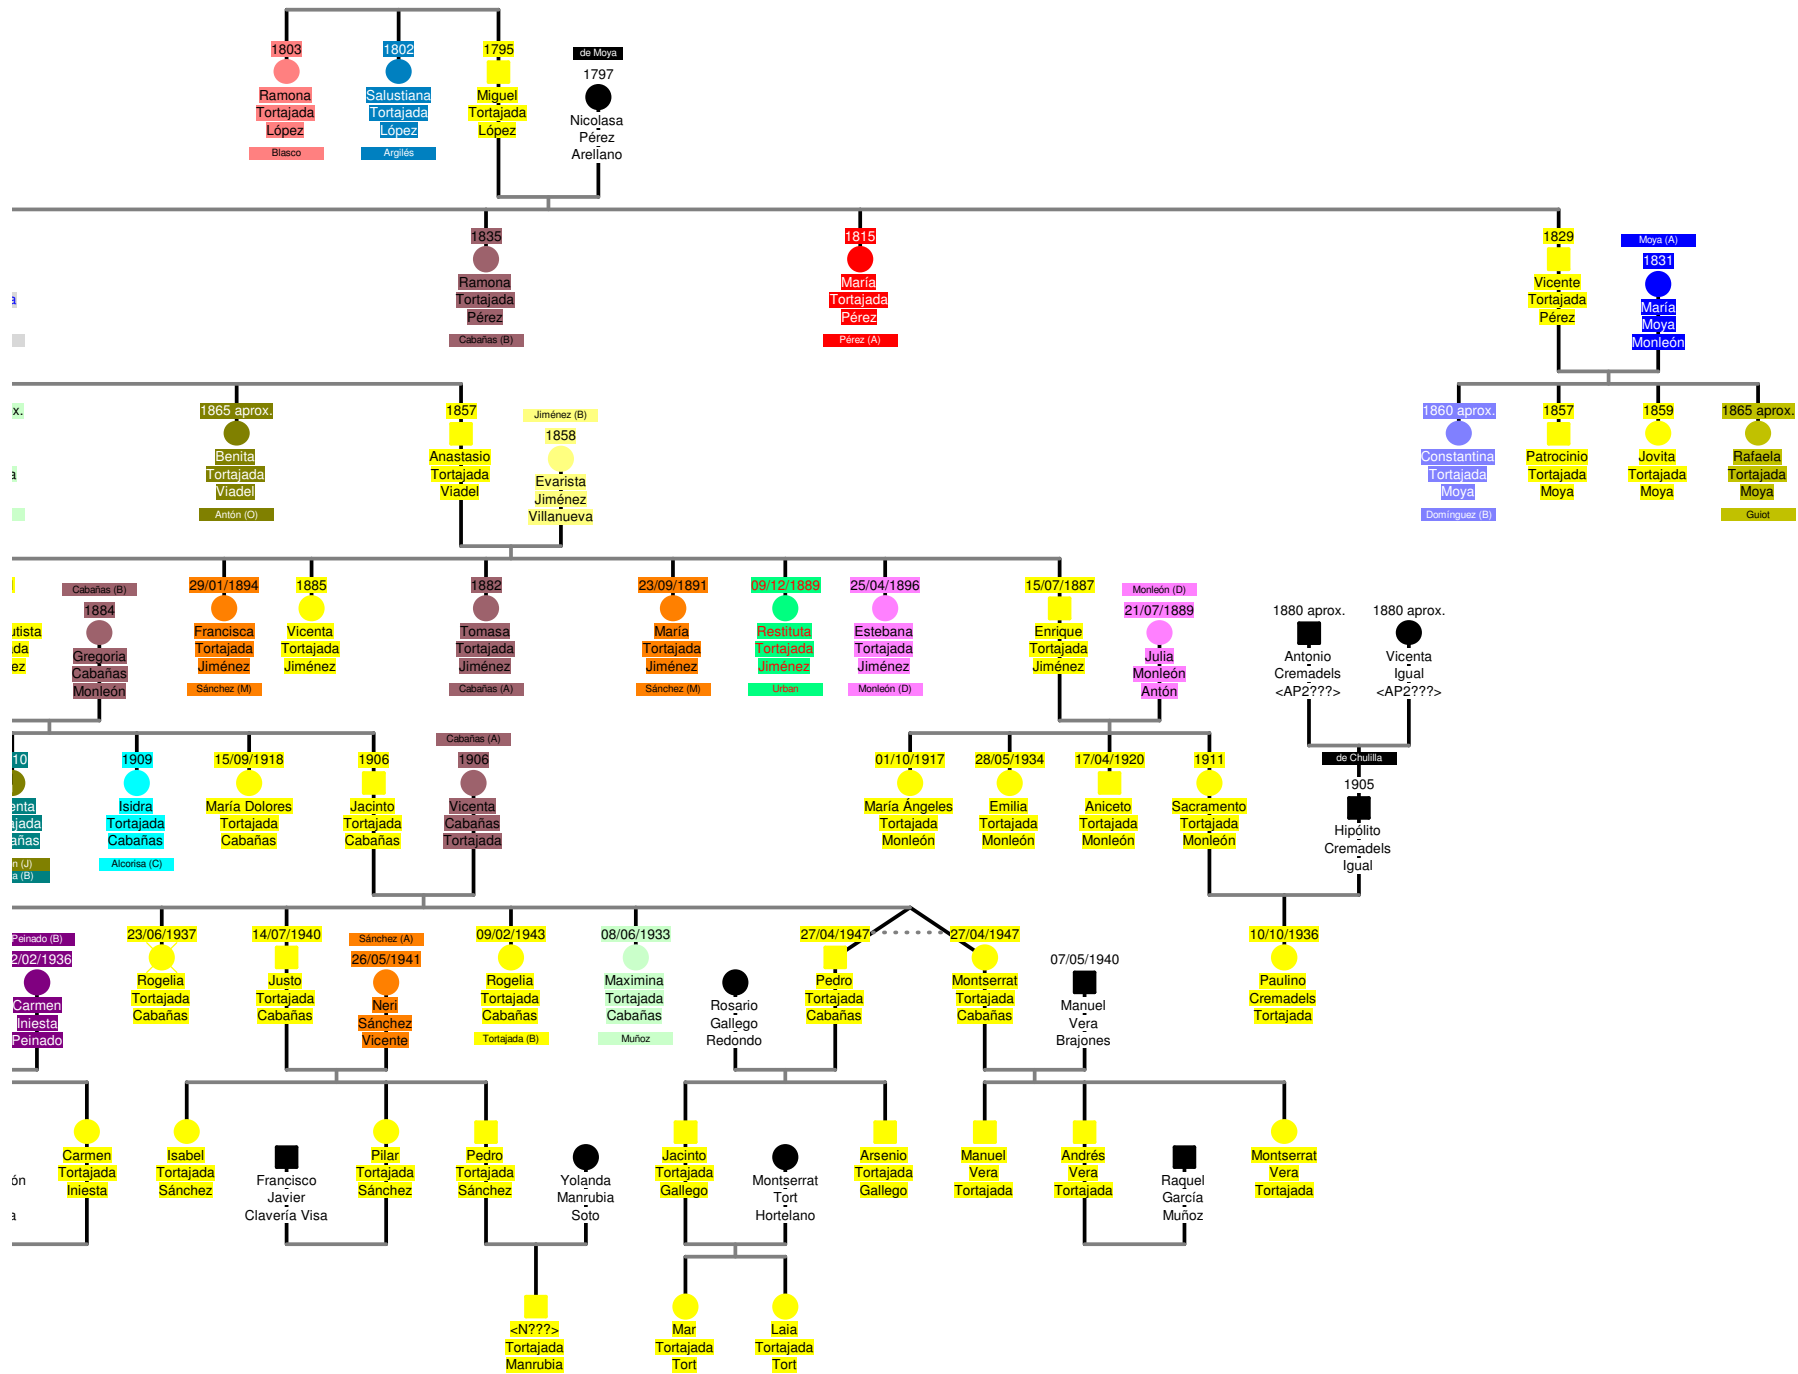 1803
Ramona
Tortajada
López
Blasco
1802
Salustiana
Tortajada
López
Argilés
1795
Miguel
Tortajada
López
de Moya
1797
Nicolasa
Pérez
Arellano
1835
Ramona
Tortajada
Pérez
Cabañas (B)
1815
María
Tortajada
Pérez
Pérez (A)
1829
Vicente
Tortajada
Pérez
Moya (A)
1831
María
Moya
Monleón
a
x.
a
1865 aprox.
Benita
Tortajada
Viadel
Antón (O)
1857
Anastasio
Tortajada
Viadel
Jiménez (B)
1858
Evarista
Jiménez
Villanueva
1860 aprox.
Constantina
Tortajada
Moya
Domínguez (B)
1857
Patrocinio
Tortajada
Moya
1859
Jovita
Tortajada
Moya
1865 aprox.
Rafaela
Tortajada
Moya
Guiot
utista
ada
ez
Cabañas (B)
1884
Gregoria
Cabañas
Monleón
29/01/1894
Francisca
Tortajada
Jiménez
Sánchez (M)
1885
Vicenta
Tortajada
Jiménez
1882
Tomasa
Tortajada
Jiménez
Cabañas (A)
23/09/1891
María
Tortajada
Jiménez
Sánchez (M)
09/12/1889
Restituta
Tortajada
Jiménez
Urban
25/04/1896
Estebana
Tortajada
Jiménez
Monleón (D)
15/07/1887
Enrique
Tortajada
Jiménez
Monleón (D)
21/07/1889
Julia
Monleón
Antón
1880 aprox.
Antonio
Cremadels
<AP2???>
1880 aprox.
Vicenta
Igual
<AP2???>
10
enta
ajada
añas
n (J)
a (B)
1909
Isidra
Tortajada
Cabañas
Alcorisa (C)
15/09/1918
María Dolores
Tortajada
Cabañas
1906
Jacinto
Tortajada
Cabañas
Cabañas (A)
1906
Vicenta
Cabañas
Tortajada
01/10/1917
María Ángeles
Tortajada
Monleón
28/05/1934
Emilia
Tortajada
Monleón
17/04/1920
Aniceto
Tortajada
Monleón
1911
Sacramento
Tortajada
Monleón
de Chulilla
1905
Hipólito
Cremadels
Igual
Peinado (B)
2/02/1936
Carmen
Iniesta
Peinado
23/06/1937
Rogelia
Tortajada
Cabañas
14/07/1940
Justo
Tortajada
Cabañas
Sánchez (A)
26/05/1941
Neri
Sánchez
Vicente
09/02/1943
Rogelia
Tortajada
Cabañas
Tortajada (B)
08/06/1933
Maximina
Tortajada
Cabañas
Muñoz
Rosario
Gallego
Redondo
27/04/1947
Pedro
Tortajada
Cabañas
27/04/1947
Montserrat
Tortajada
Cabañas
07/05/1940
Manuel
Vera
Brajones
10/10/1936
Paulino
Cremadels
Tortajada
ón
a
Carmen
Tortajada
Iniesta
Isabel
Tortajada
Sánchez
Francisco
Javier
Clavería Visa
Pilar
Tortajada
Sánchez
Pedro
Tortajada
Sánchez
Yolanda
Manrubia
Soto
Jacinto
Tortajada
Gallego
Montserrat
Tort
Hortelano
Arsenio
Tortajada
Gallego
Manuel
Vera
Tortajada
Andrés
Vera
Tortajada
Raquel
García
Muñoz
Montserrat
Vera
Tortajada
<N???>
Tortajada
Manrubia
Mar
Tortajada
Tort
Laia
Tortajada
Tort